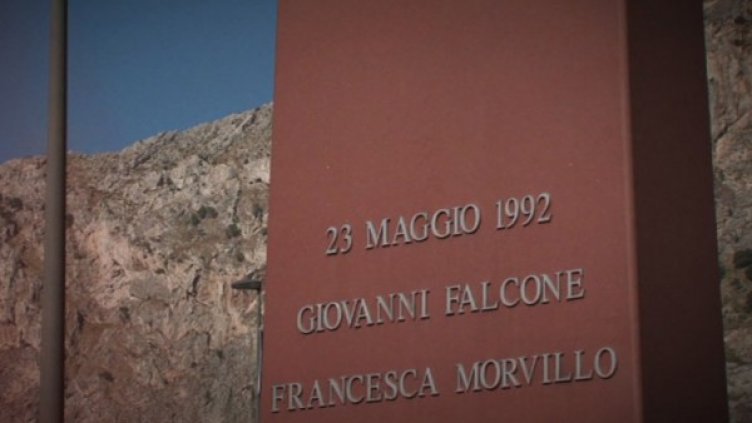 23 MAGGIO 1992
GIOVANNI FALCONE
FRANCESCA MORVILLO